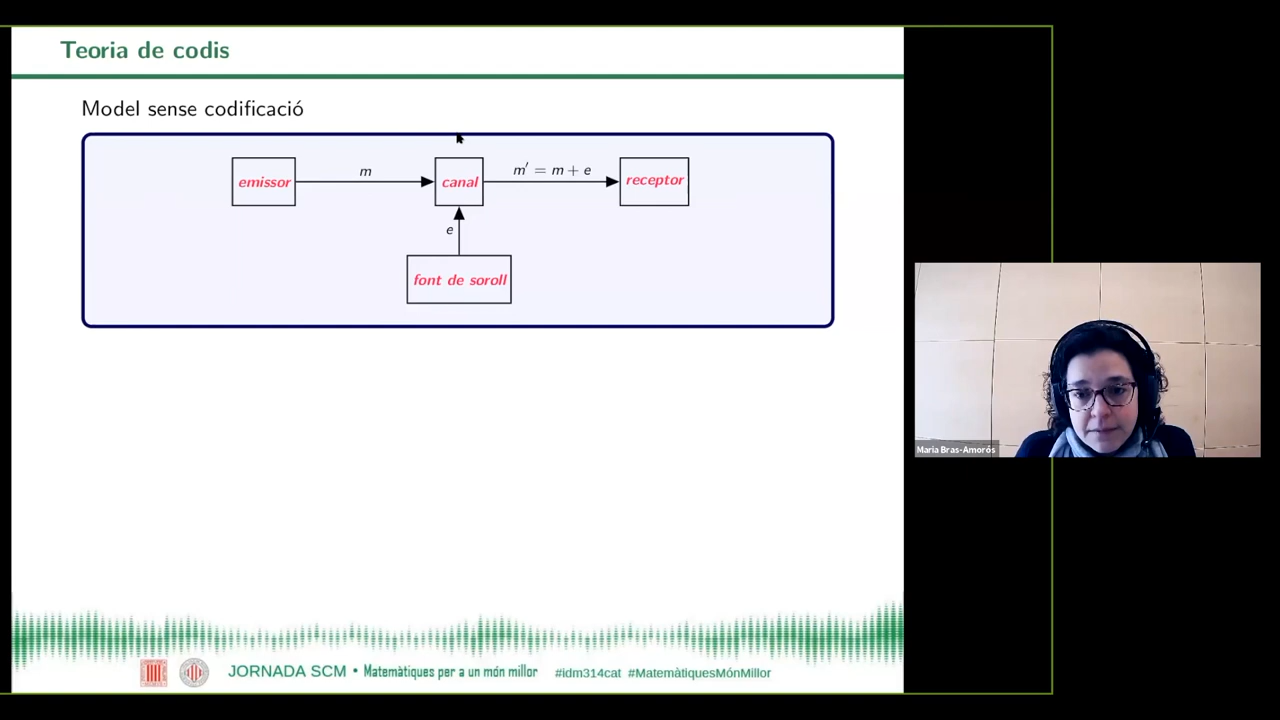 Teoria de codis
Model sense codificació
emissor
m
canal
m′ = m + e
receptor
e
font de soroll
Maria Bras-Amorós
JORNADA SCM • Matemàtiques per a un món millor #idm314cat #MatemàtiquesMónMillor